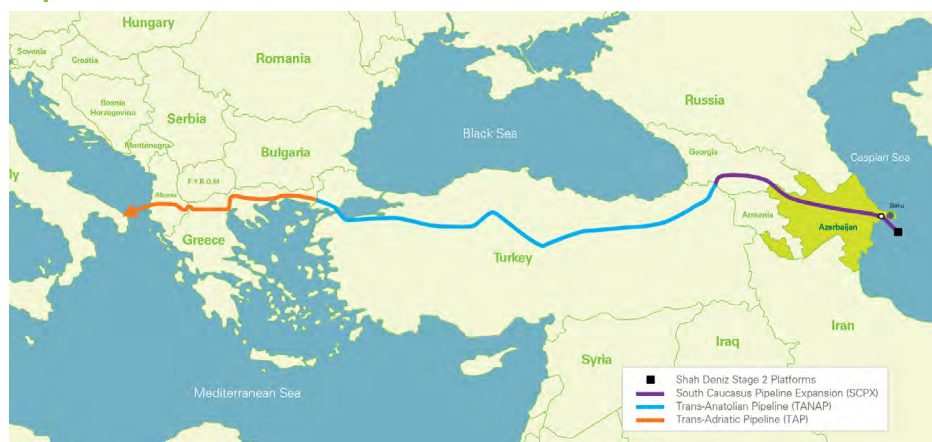 Hungary
Sovenia
Croatia
Romania
Bosnia
Herzegovina
Serbia
Russia
Black Sea
Montenegro
Bulgaria
Georgia
Caspian Sea
ly
F.Y.R.O.M
Albania
Baku
Armenia
Azerbaijan
Greece
Turkey
Iran
Syria
Iraq
Mediterranean Sea
Shah Deniz Stage 2 Platforms
South Caucasus Pipeline Expansion (SCPX)
Trans-Anatolian Pipeline (TANAP)
Trans-Adriatic Pipeline (TAP)